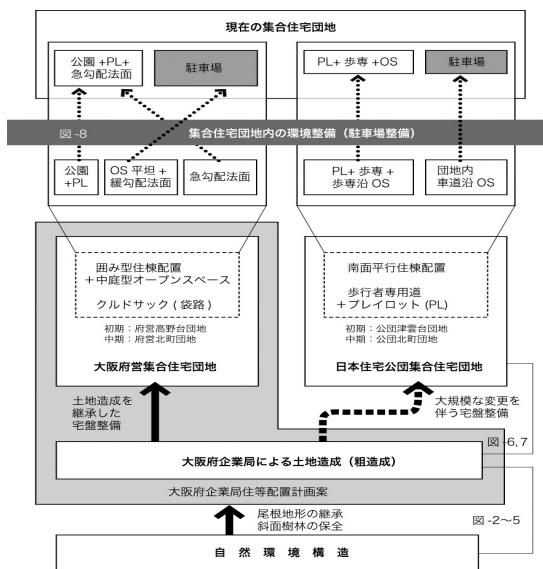 現在の集合住宅団地
公園 +PL+
急勾配法面
駐車場
PL+ 歩専 +OS
駐車場
図 -8
集合住宅団地内の環境整備（駐車場整備）
公園
+PL
OS 平坦 +
緩勾配法面
急勾配法面
PL+ 歩専 +
歩専沿 OS
団地内
車道沿 OS
囲み型住棟配置
＋中庭型オープンスペース
クルドサック ( 袋路 )
初期：府営高野台団地
中期：府営北町団地
大阪府営集合住宅団地
南面平行住棟配置
歩行者専用道
＋プレイロット (PL)
初期：公団津雲台団地
中期：公団北町団地
日本住宅公団集合住宅団地
土地造成を
継承した
宅盤整備
大規模な変更を
伴う宅盤整備
図 -6,7
大阪府企業局による土地造成（粗造成）
大阪府企業局住等配置計画案
尾根地形の継承
斜面樹林の保全
図 -2～5
自 然 環 境 構 造